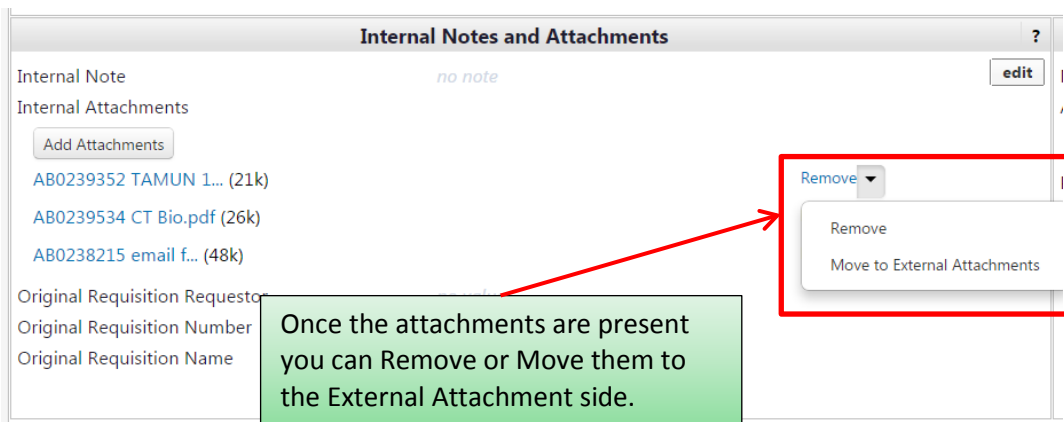 Internal Notes and Attachments ?
Internal Note no note edit
Internal Attachments
Add Attachments
AB0239352 TAMUN 1... (21k) Remove
AB0239534 CT Bio.pdf (26k)
Remove
AB0238215 email f... (48k)
Move to External Attachments
Original Requisition Requestor
Original Requisition Number
Original Requisition Name
Once the attachments are present
you can Remove or Move them to
the External Attachment side.